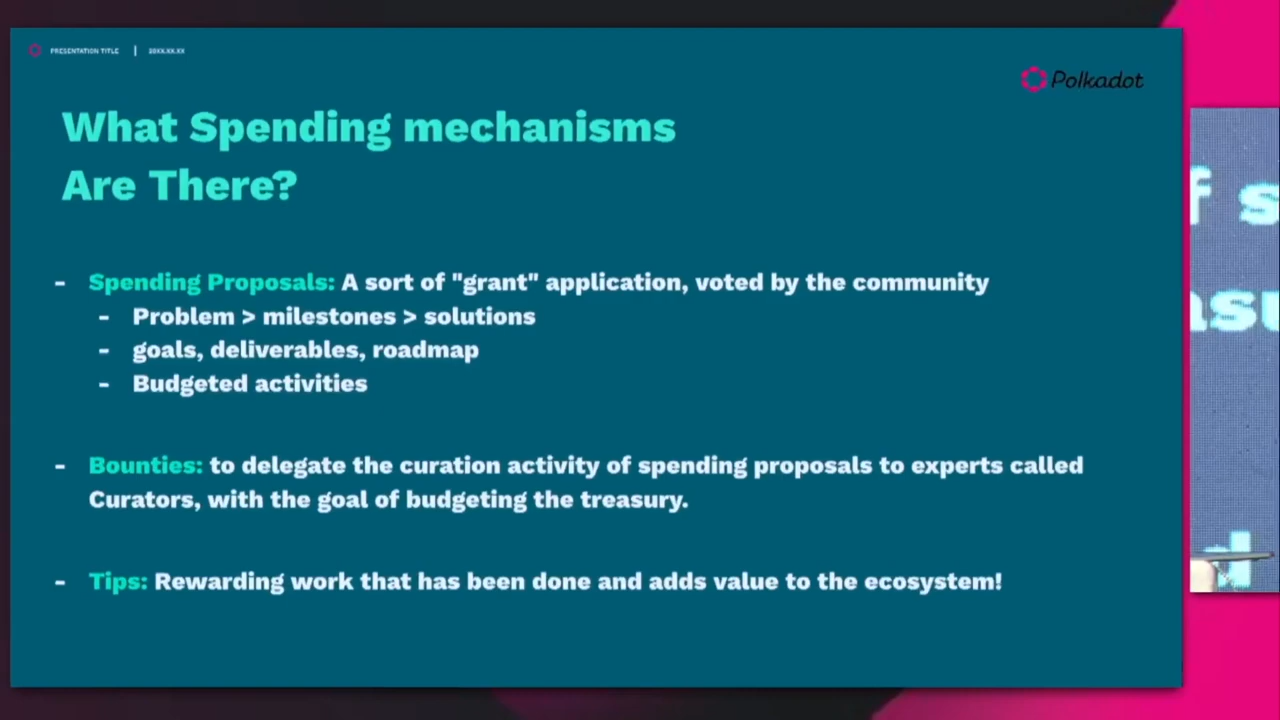 PRESENTATION TITLE | 20XX.XX.XX
Polkadot
What Spending mechanisms
Are There?
- Spending Proposals: A sort of "grant" application, voted by the community
- Problem > milestones > solutions
- goals, deliverables, roadmap
- Budgeted activities
- Bounties: to delegate the curation activity of spending proposals to experts called
Curators, with the goal of budgeting the treasury.
- Tips: Rewarding work that has been done and adds value to the ecosystem!